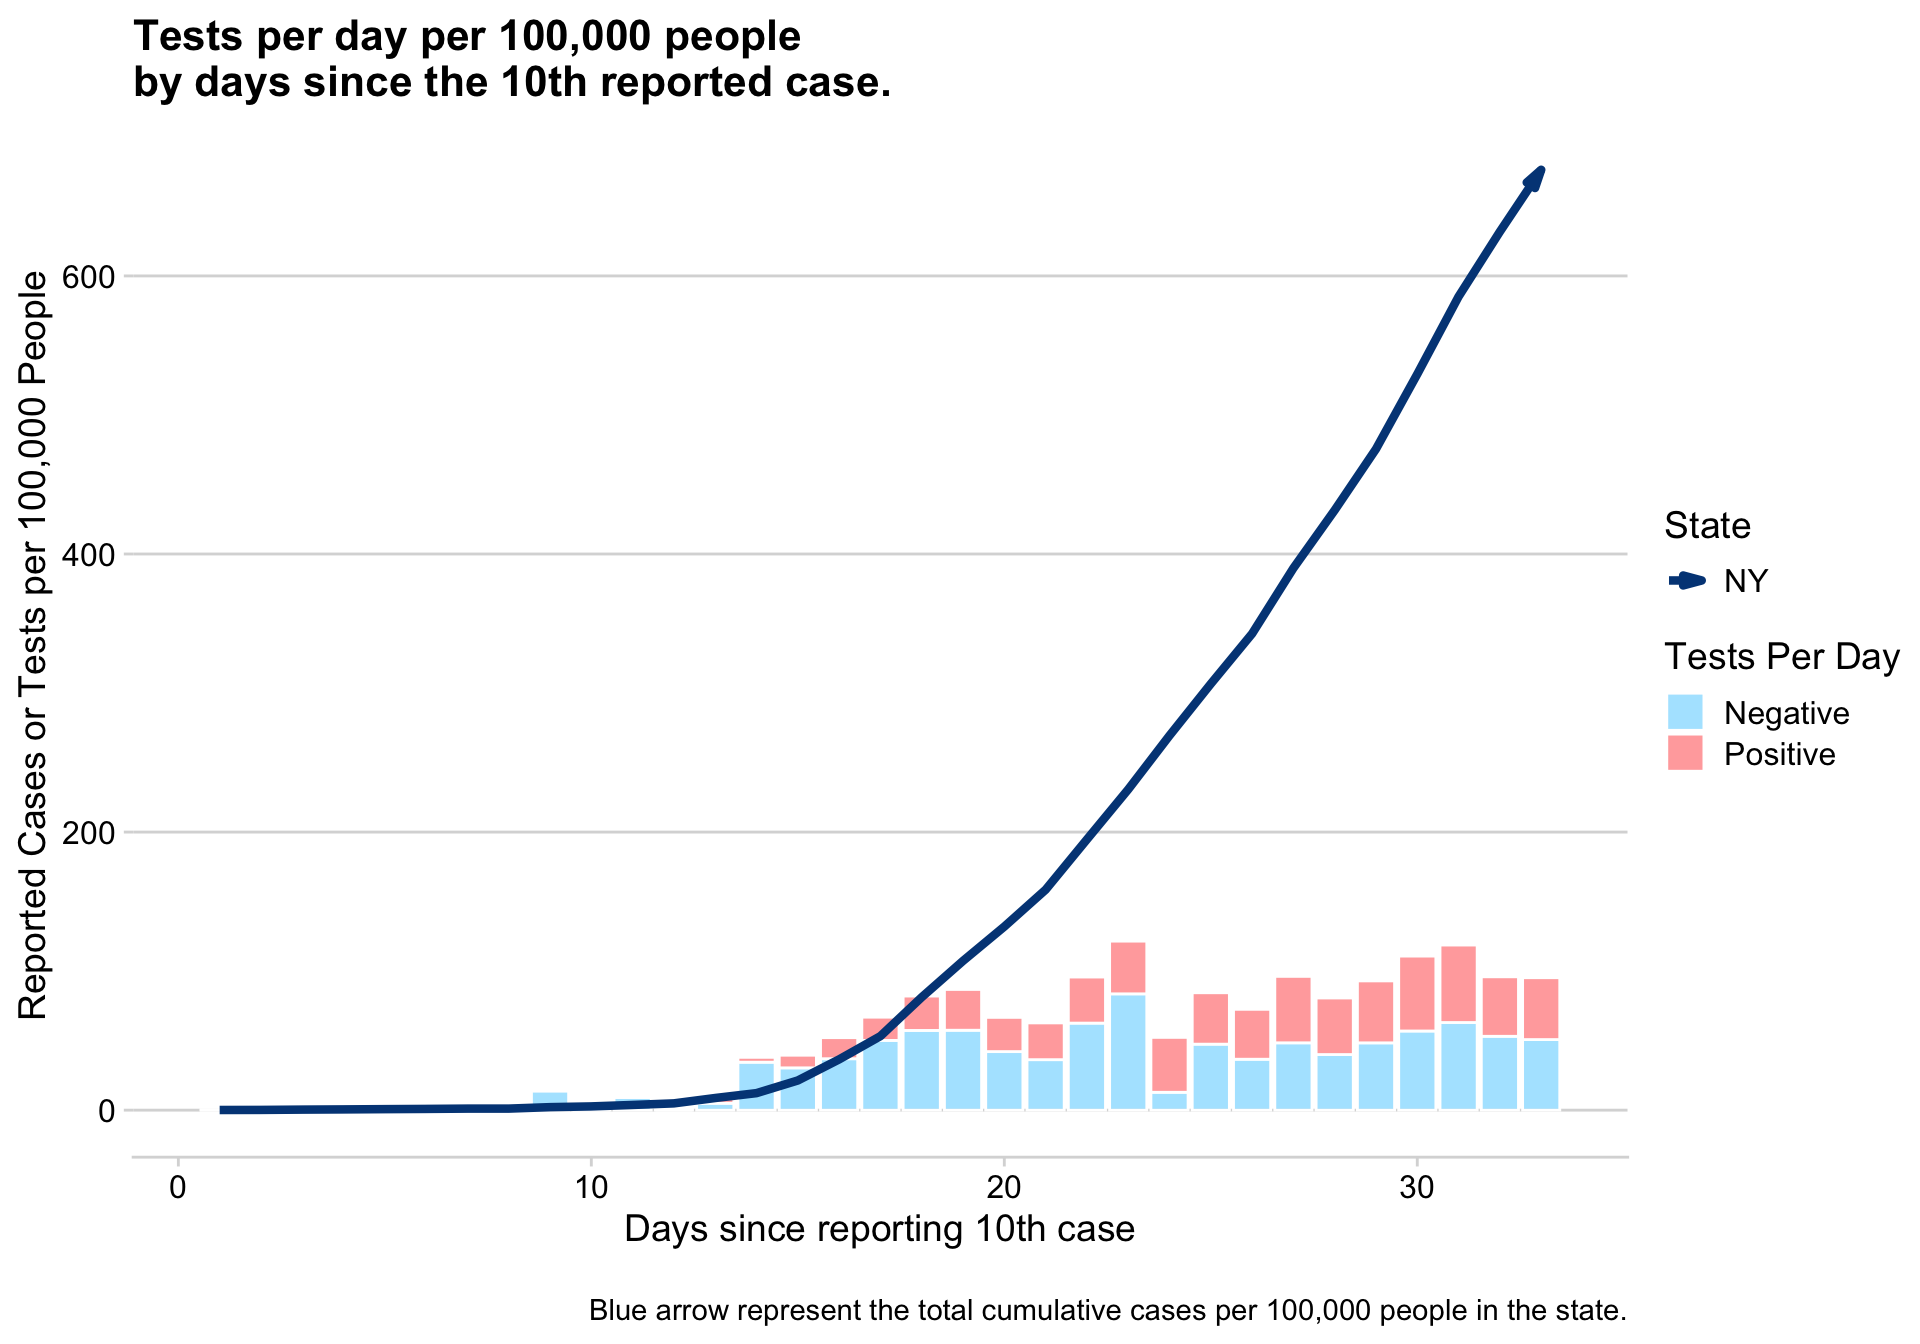 Tests per day per 100,000 people
by days since the 10th reported case.
Reported Cases or Tests per 100,000 People
600
400
200
0
0
10
20
30
Days since reporting 10th case
State
NY
Tests Per Day
Negative
Positive
Blue arrow represent the total cumulative cases per 100,000 people in the state.